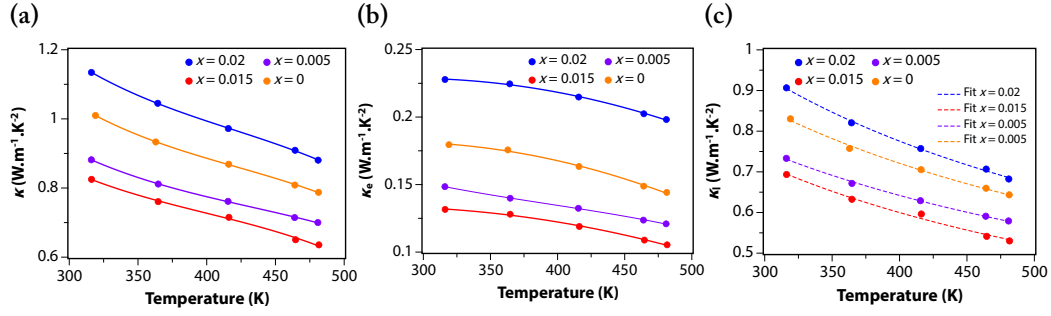 (a)
κ (W.m⁻¹.K⁻²)
1.2
1
0.8
0.6
x = 0.02
x = 0.005
x = 0.015
x = 0
300
350
400
450
500
Temperature (K)
(b)
κe (W.m⁻¹.K⁻²)
0.25
0.2
0.15
0.1
x = 0.02
x = 0.005
x = 0.015
x = 0
300
350
400
450
500
Temperature (K)
(c)
κl (W.m⁻¹.K⁻²)
1
0.9
0.8
0.7
0.6
0.5
x = 0.02
x = 0.005
x = 0.015
x = 0
Fit x = 0.02
Fit x = 0.015
Fit x = 0.005
Fit x = 0.005
300
350
400
450
500
Temperature (K)